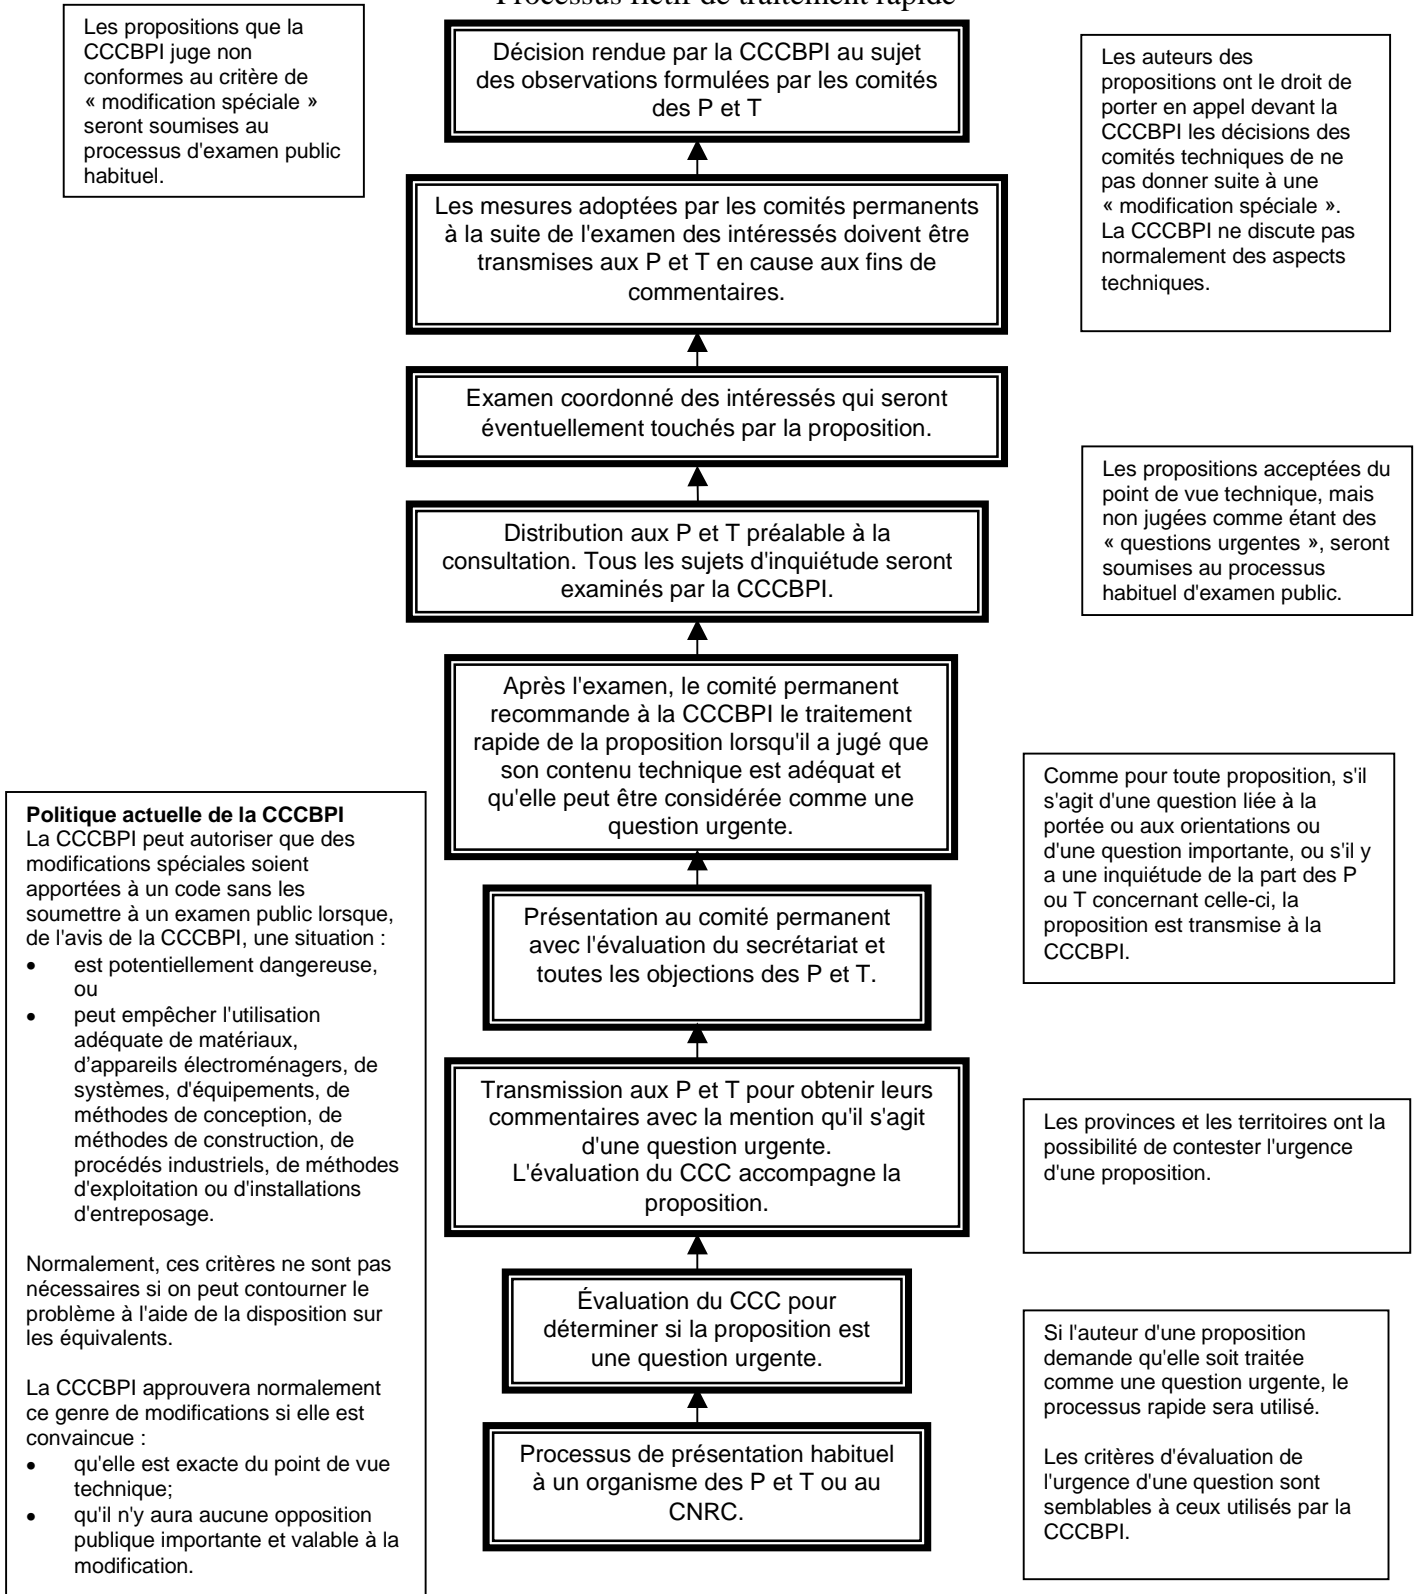 Processus fictif de traitement rapide
Les propositions que la
CCCBPI juge non
conformes au critère de
« modification spéciale »
seront soumises au
processus d'examen public
habituel.
Décision rendue par la CCCBPI au sujet
des observations formulées par les comités
des P et T
Les auteurs des
propositions ont le droit de
porter en appel devant la
CCCBPI les décisions des
comités techniques de ne
pas donner suite à une
« modification spéciale ».
La CCCBPI ne discute pas
normalement des aspects
techniques.
Les mesures adoptées par les comités permanents
à la suite de l'examen des intéressés doivent être
transmises aux P et T en cause aux fins de
commentaires.
Examen coordonné des intéressés qui seront
éventuellement touchés par la proposition.
Les propositions acceptées du
point de vue technique, mais
non jugées comme étant des
« questions urgentes », seront
soumises au processus
habituel d'examen public.
Distribution aux P et T préalable à la
consultation. Tous les sujets d'inquiétude seront
examinés par la CCCBPI.
Après l'examen, le comité permanent
recommande à la CCCBPI le traitement
rapide de la proposition lorsqu'il a jugé que
son contenu technique est adéquat et
qu'elle peut être considérée comme une
question urgente.
Comme pour toute proposition, s'il
s'agit d'une question liée à la
portée ou aux orientations ou
d'une question importante, ou s'il y
a une inquiétude de la part des P
ou T concernant celle-ci, la
proposition est transmise à la
CCCBPI.
Politique actuelle de la CCCBPI
La CCCBPI peut autoriser que des
modifications spéciales soient
apportées à un code sans les
soumettre à un examen public lorsque,
de l'avis de la CCCBPI, une situation :
• est potentiellement dangereuse,
ou
• peut empêcher l'utilisation
adéquate de matériaux,
d’appareils électroménagers, de
systèmes, d'équipements, de
méthodes de conception, de
méthodes de construction, de
procédés industriels, de méthodes
d'exploitation ou d'installations
d'entreposage.
Normalement, ces critères ne sont pas
nécessaires si on peut contourner le
problème à l'aide de la disposition sur
les équivalents.
La CCCBPI approuvera normalement
ce genre de modifications si elle est
convaincue :
• qu'elle est exacte du point de vue
technique;
• qu'il n'y aura aucune opposition
publique importante et valable à la
modification.
Présentation au comité permanent
avec l'évaluation du secrétariat et
toutes les objections des P et T.
Transmission aux P et T pour obtenir leurs
commentaires avec la mention qu'il s'agit
d'une question urgente.
L'évaluation du CCC accompagne la
proposition.
Les provinces et les territoires ont la
possibilité de contester l'urgence
d'une proposition.
Évaluation du CCC pour
déterminer si la proposition est
une question urgente.
Si l'auteur d'une proposition
demande qu'elle soit traitée
comme une question urgente, le
processus rapide sera utilisé.
Les critères d'évaluation de
l'urgence d'une question sont
semblables à ceux utilisés par la
CCCBPI.
Processus de présentation habituel
à un organisme des P et T ou au
CNRC.